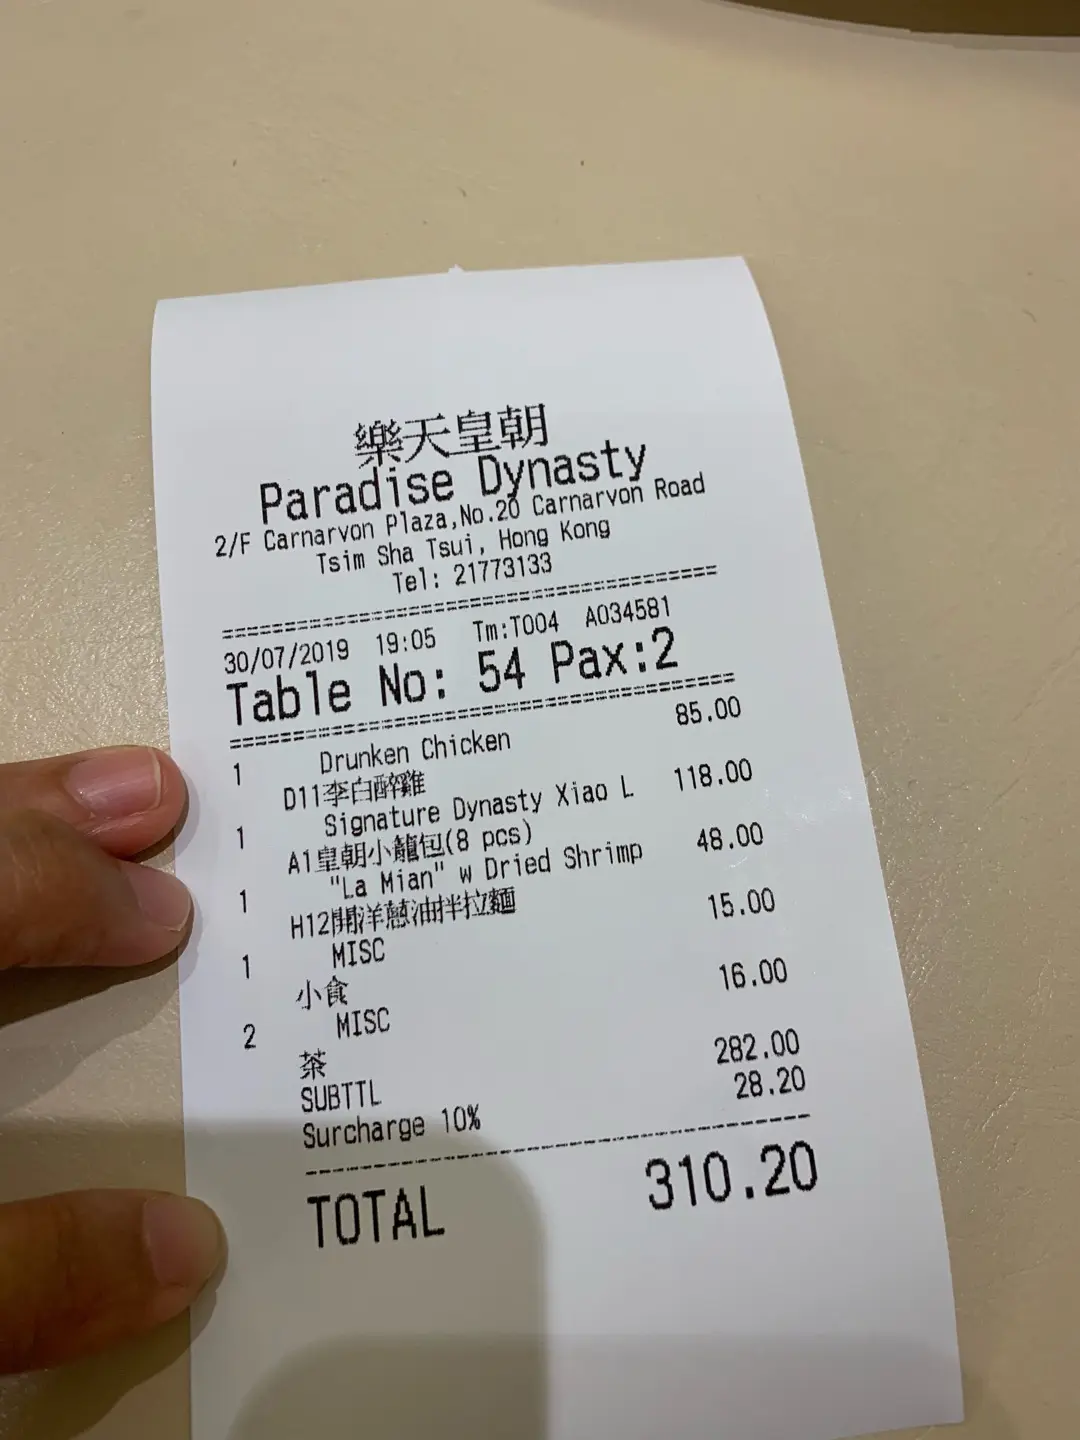 樂天皇朝
Paradise Dynasty
2/F Carnarvon Plaza,No.20 Carnarvon Road
Tsim Sha Tsui, Hong Kong
Tel: 21773133
========================================
30/07/2019 19:05 Tm:T004 A034581
Table No: 54 Pax:2
========================================
1 Drunken Chicken 85.00
D11李白醉雞
1 Signature Dynasty Xiao L 118.00
A1皇朝小籠包(8 pcs)
1 "La Mian" w Dried Shrimp 48.00
H12開洋蔥油拌拉麵
1 MISC 15.00
小食
2 MISC 16.00
茶
SUBTTL 282.00
Surcharge 10% 28.20
----------------------------------------
TOTAL 310.20